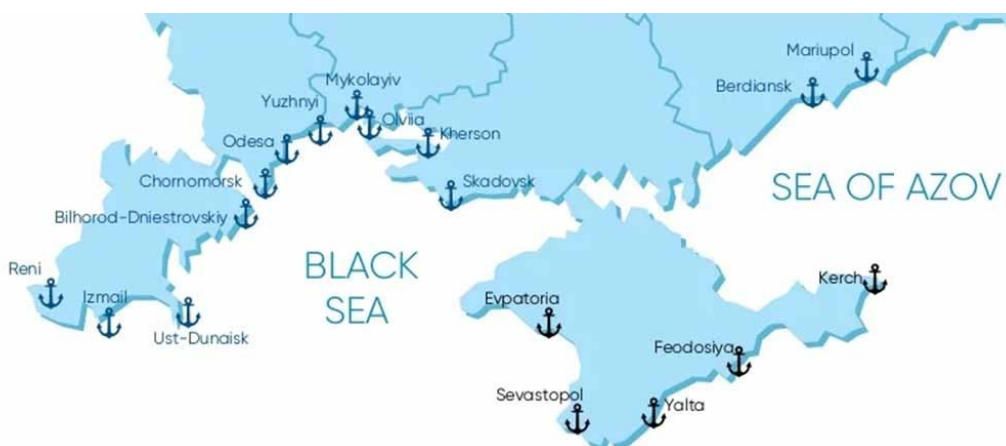 Mariupol
Mykolayiv
Berdiansk
Yuzhnyi
Olviia
Odesa
Kherson
Chornomorsk
Skadovsk
SEA OF AZOV
Bilhorod-Dniestrovskiy
BLACK
SEA
Reni
Kerch
Izmail
Evpatoria
Ust-Dunaisk
Feodosiya
Sevastopol
Yalta